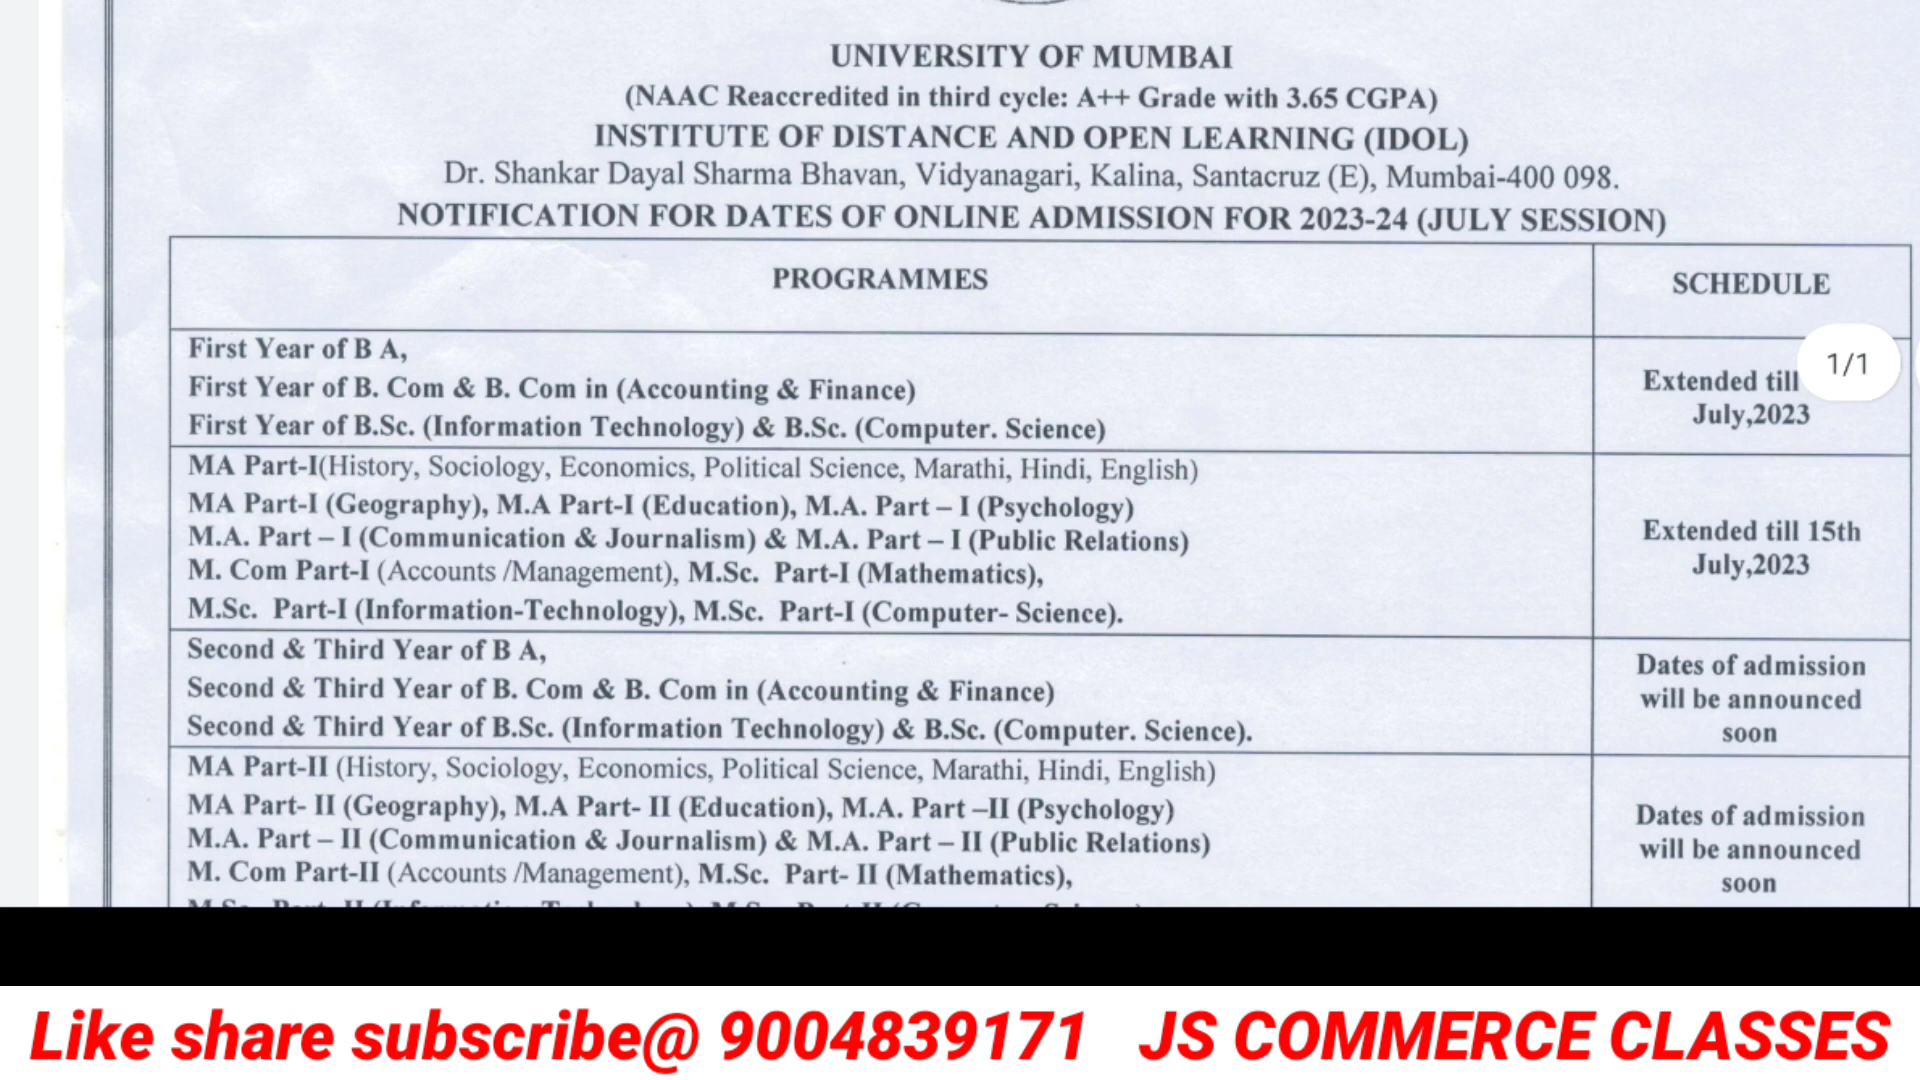 UNIVERSITY OF MUMBAI
(NAAC Reaccredited in third cycle: A++ Grade with 3.65 CGPA)
INSTITUTE OF DISTANCE AND OPEN LEARNING (IDOL)
Dr. Shankar Dayal Sharma Bhavan, Vidyanagari, Kalina, Santacruz (E), Mumbai-400 098.
NOTIFICATION FOR DATES OF ONLINE ADMISSION FOR 2023-24 (JULY SESSION)
PROGRAMMES
SCHEDULE
First Year of B A,
First Year of B. Com & B. Com in (Accounting & Finance)
First Year of B.Sc. (Information Technology) & B.Sc. (Computer. Science)
Extended till
July,2023
1/1
MA Part-I(History, Sociology, Economics, Political Science, Marathi, Hindi, English)
MA Part-I (Geography), M.A Part-I (Education), M.A. Part – I (Psychology)
M.A. Part – I (Communication & Journalism) & M.A. Part – I (Public Relations)
M. Com Part-I (Accounts /Management), M.Sc. Part-I (Mathematics),
M.Sc. Part-I (Information-Technology), M.Sc. Part-I (Computer- Science).
Extended till 15th
July,2023
Second & Third Year of B A,
Second & Third Year of B. Com & B. Com in (Accounting & Finance)
Second & Third Year of B.Sc. (Information Technology) & B.Sc. (Computer. Science).
Dates of admission
will be announced
soon
MA Part-II (History, Sociology, Economics, Political Science, Marathi, Hindi, English)
MA Part- II (Geography), M.A Part- II (Education), M.A. Part –II (Psychology)
M.A. Part – II (Communication & Journalism) & M.A. Part – II (Public Relations)
M. Com Part-II (Accounts /Management), M.Sc. Part- II (Mathematics),
Dates of admission
will be announced
soon
Like share subscribe@ 9004839171 JS COMMERCE CLASSES